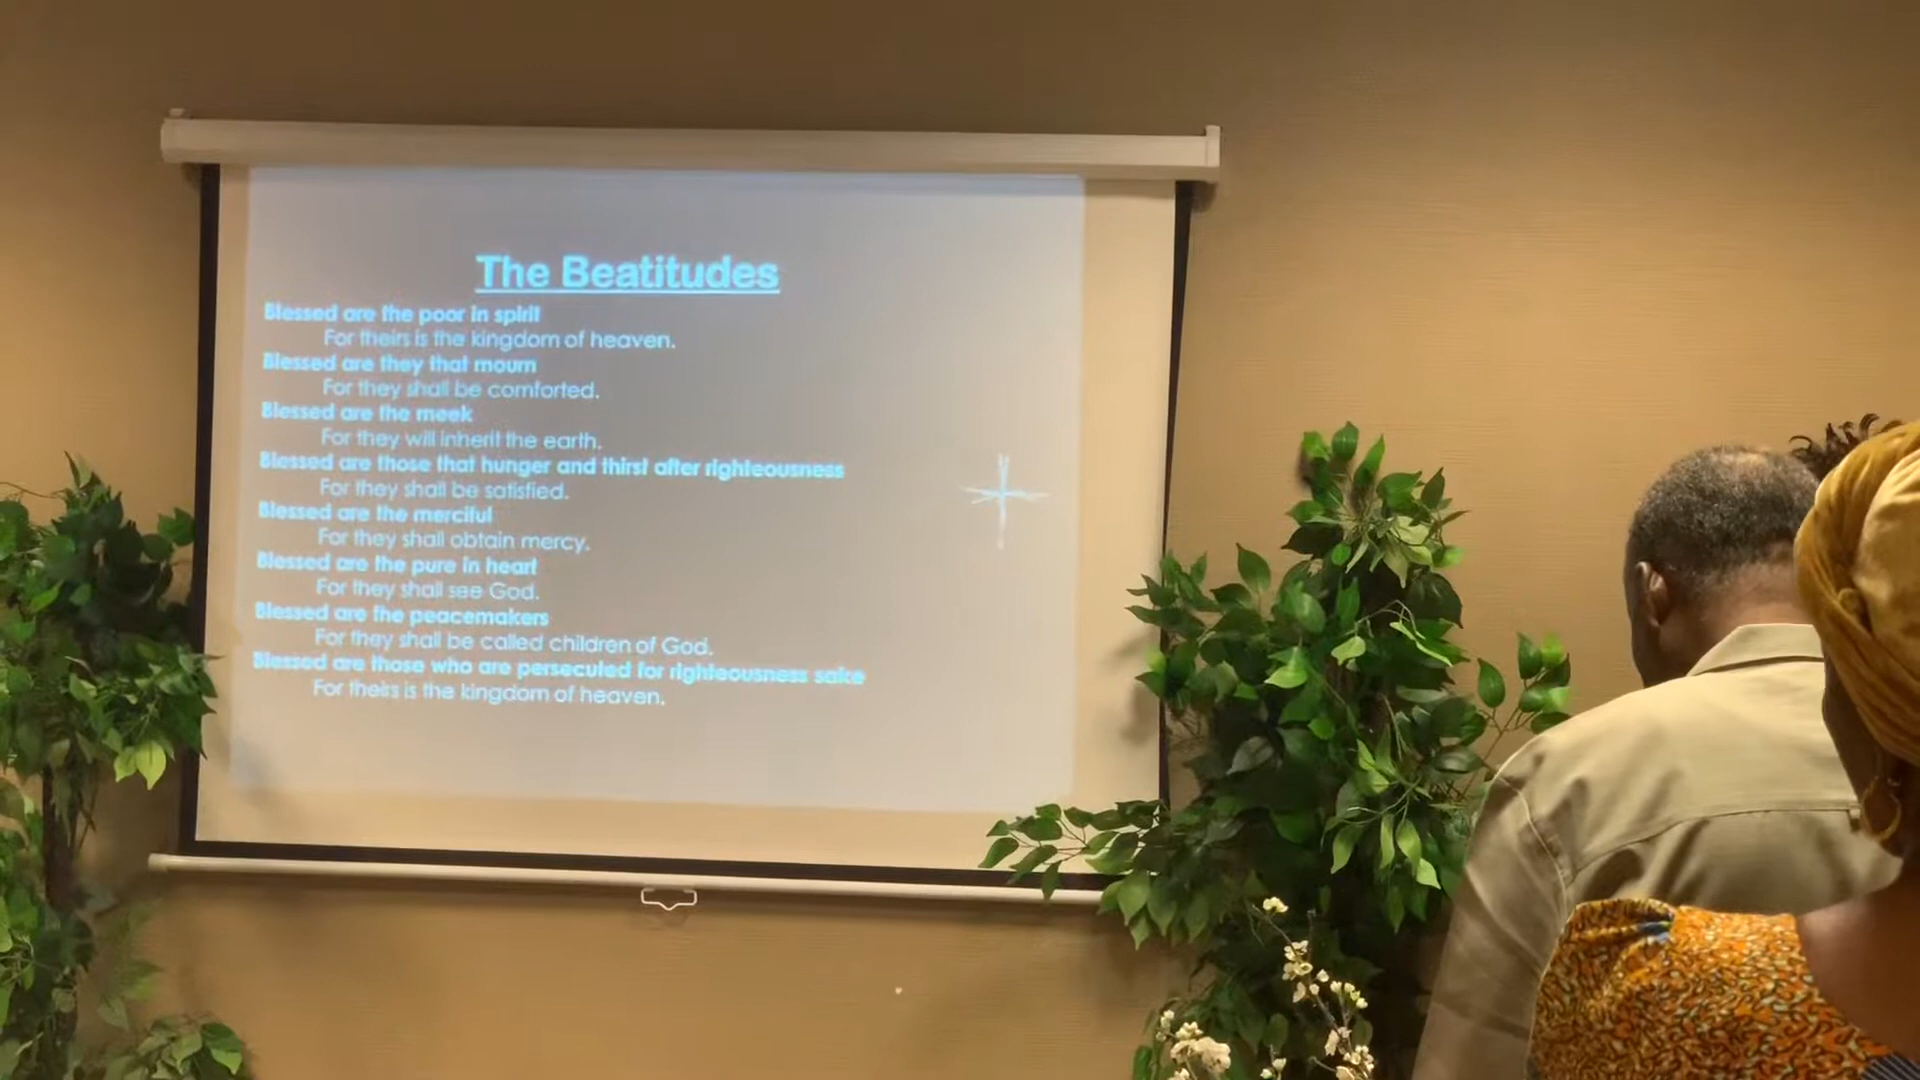 The Beatitudes
Blessed are the poor in spirit
For theirs is the kingdom of heaven.
Blessed are they that mourn
For they shall be comforted.
Blessed are the meek
For they will inherit the earth.
Blessed are those that hunger and thirst after righteousness
For they shall be satisfied.
Blessed are the merciful
For they shall obtain mercy.
Blessed are the pure in heart
For they shall see God.
Blessed are the peacemakers
For they shall be called children of God.
Blessed are those who are persecuted for righteousness sake
For theirs is the kingdom of heaven.